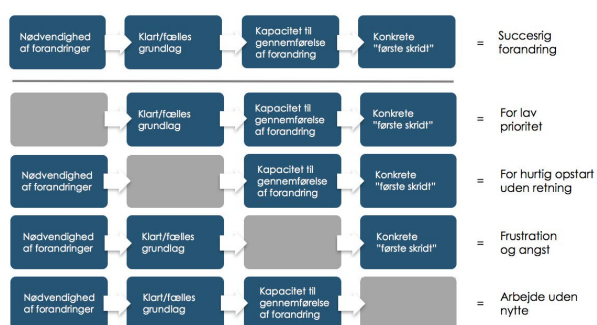 Nødvendighed
af forandringer
Klart/fælles
grundlag
Kapacitet til
gennemførelse
af forandring
Konkrete
"første skridt"
=
Succesrig
forandring
Klart/fælles
grundlag
Kapacitet til
gennemførelse
af forandring
Konkrete
"første skridt"
=
For lav
prioritet
Nødvendighed
af forandringer
Kapacitet til
gennemførelse
af forandring
Konkrete
"første skridt"
=
For hurtig opstart
uden retning
Nødvendighed
af forandringer
Klart/fælles
grundlag
Konkrete
"første skridt"
=
Frustration
og angst
Nødvendighed
af forandringer
Klart/fælles
grundlag
Kapacitet til
gennemførelse
af forandring
=
Arbejde uden
nytte